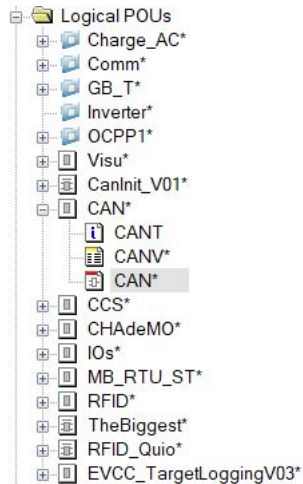 Logical POUs
Charge_AC*
Comm*
GB_T*
Inverter*
OCPP1*
Visu*
CanInit_V01*
CAN*
CANT
CANV*
CAN*
CCS*
CHAdeMO*
IOs*
MB_RTU_ST*
RFID*
TheBiggest*
RFID_Quio*
EVCC_TargetLoggingV03*